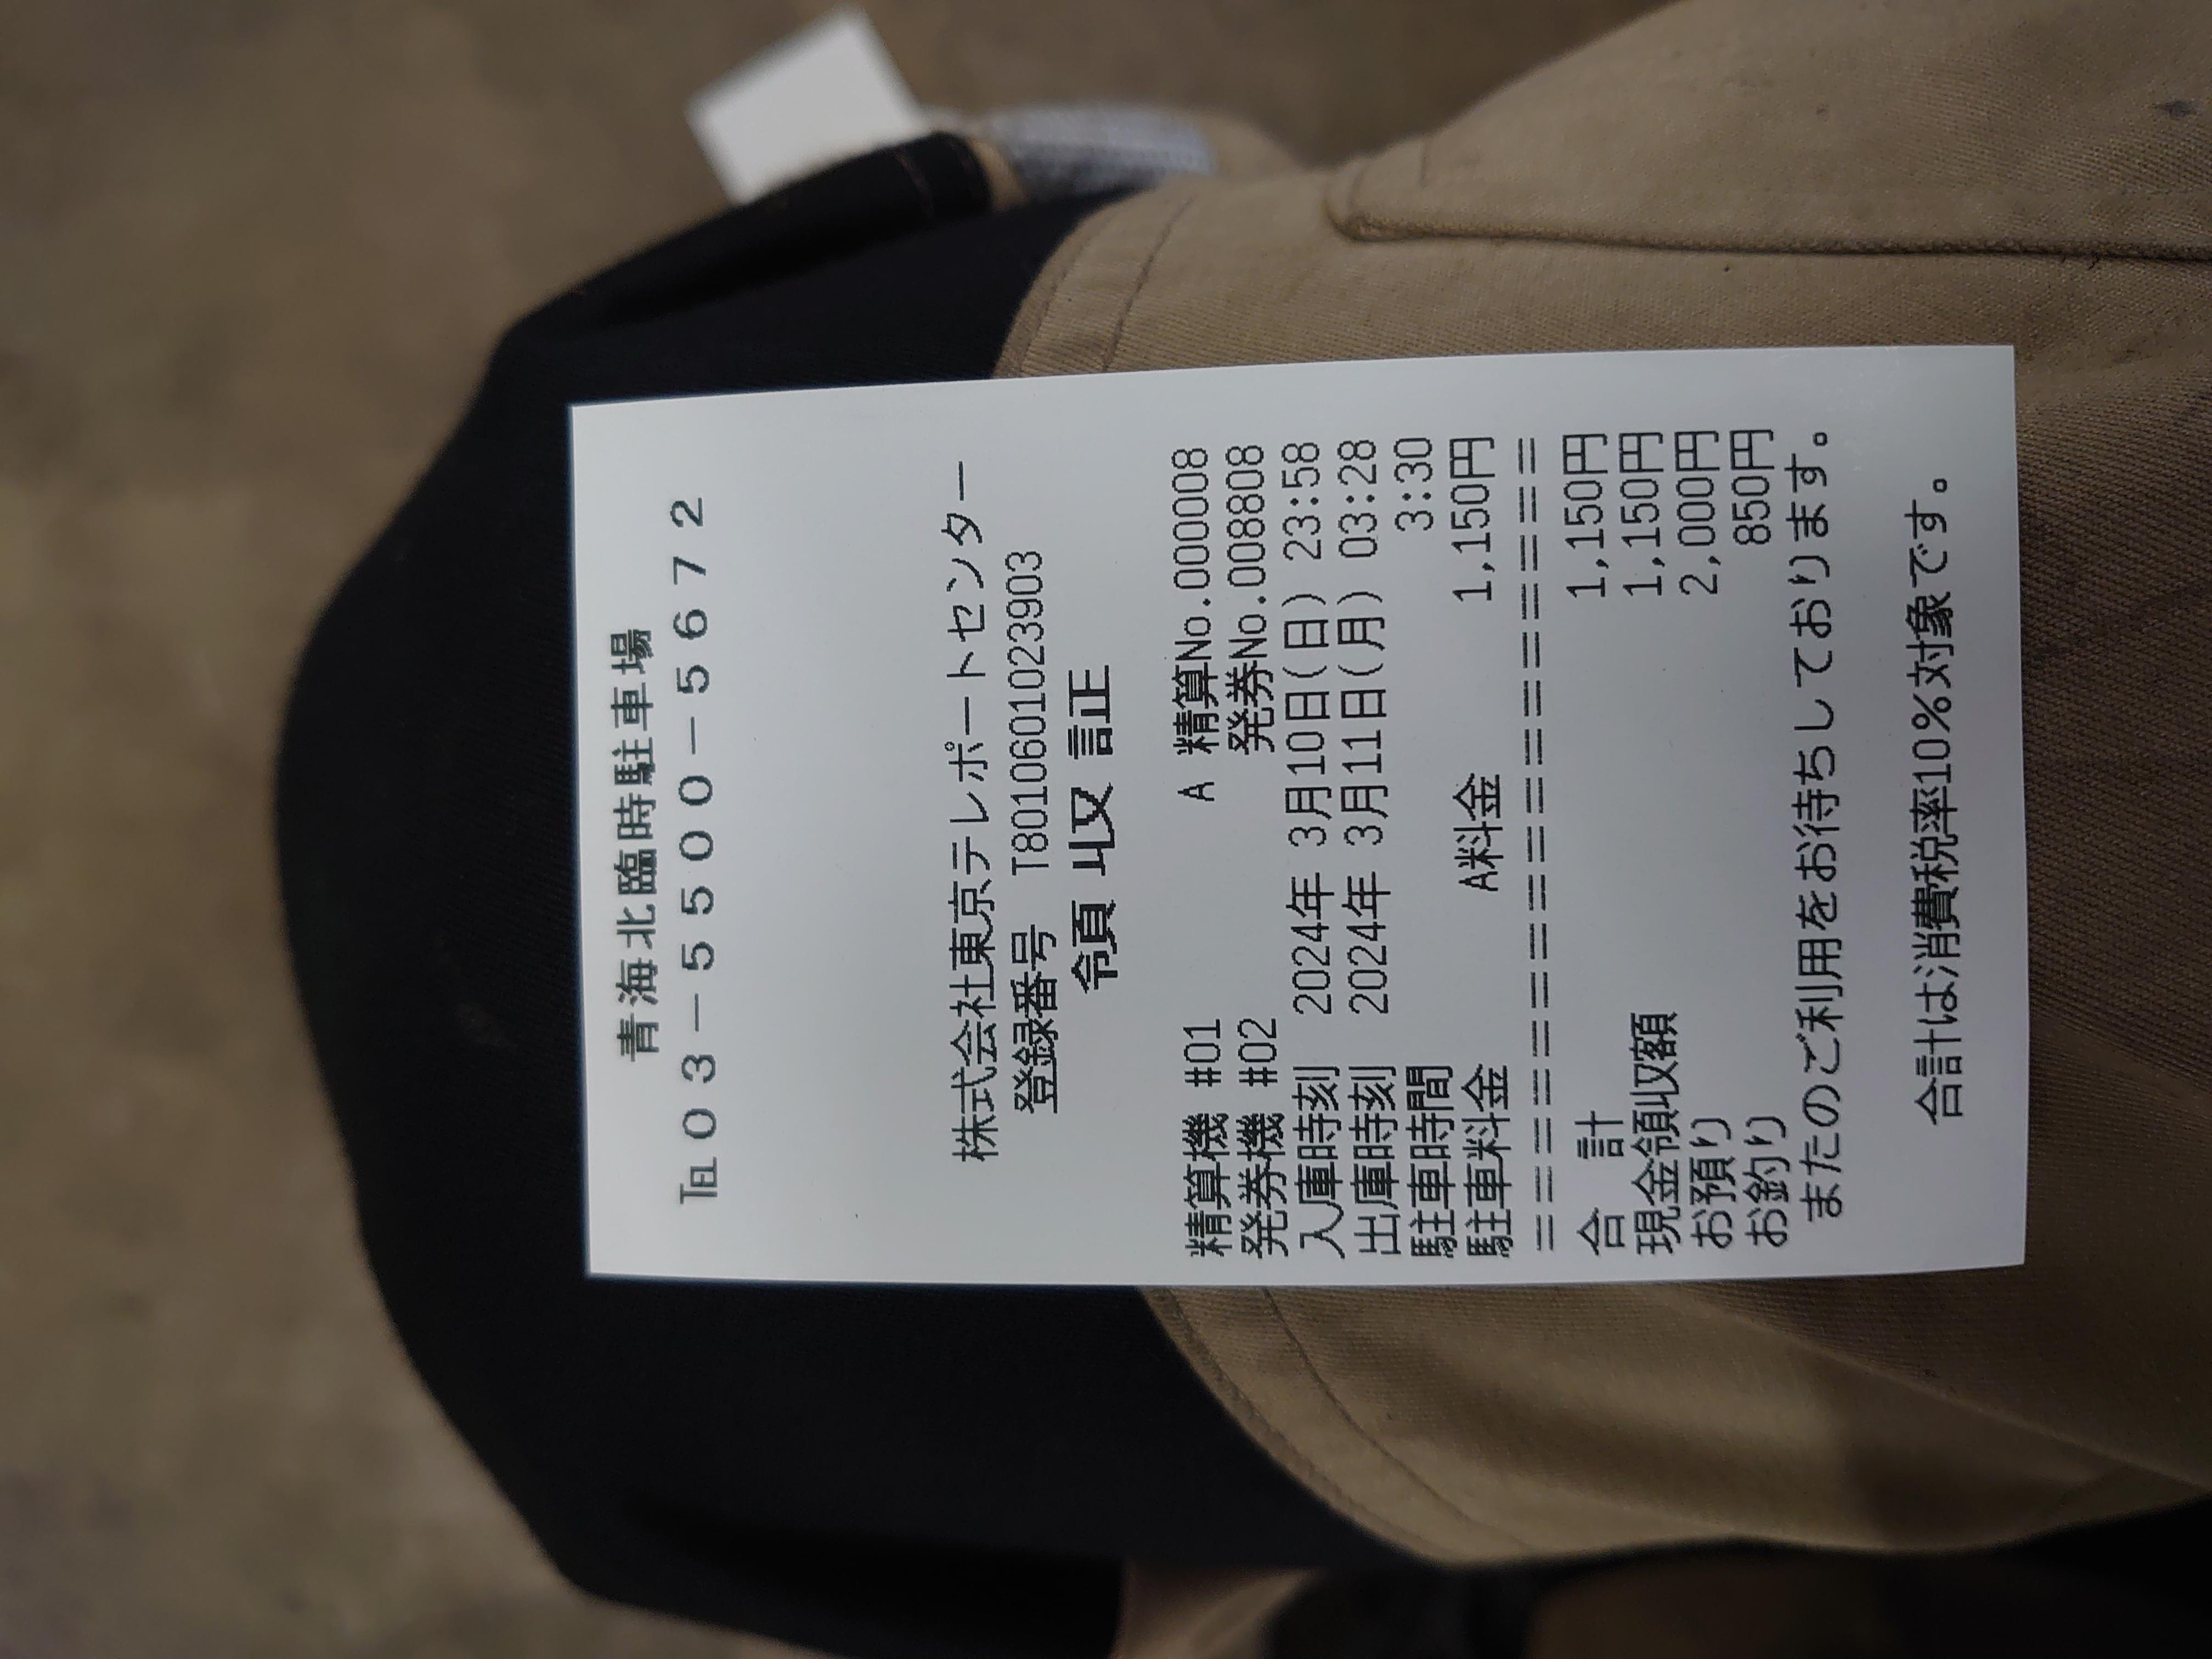 青海北臨時駐車場
℡03-5500-5672
株式会社東京テレポートセンター
登録番号 T8010601023903
領収証
精算機 #01 A 精算No.000008
発券機 #02 発券No.008808
入庫時刻 2024年 3月10日(日) 23:58
出庫時刻 2024年 3月11日(月) 03:28
駐車時間 3:30
駐車料金 A料金 1,150円
=================
合 計 1,150円
現金領収額 1,150円
お預り 2,000円
お釣り 850円
またのご利用をお待ちしております。
合計は消費税率10%対象です。